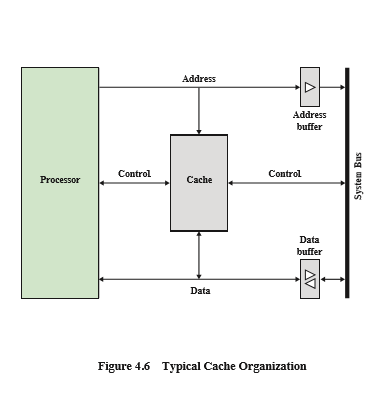 Address
Address
buffer
Processor
Control
Cache
Control
System Bus
Data
buffer
Data
Figure 4.6 Typical Cache Organization